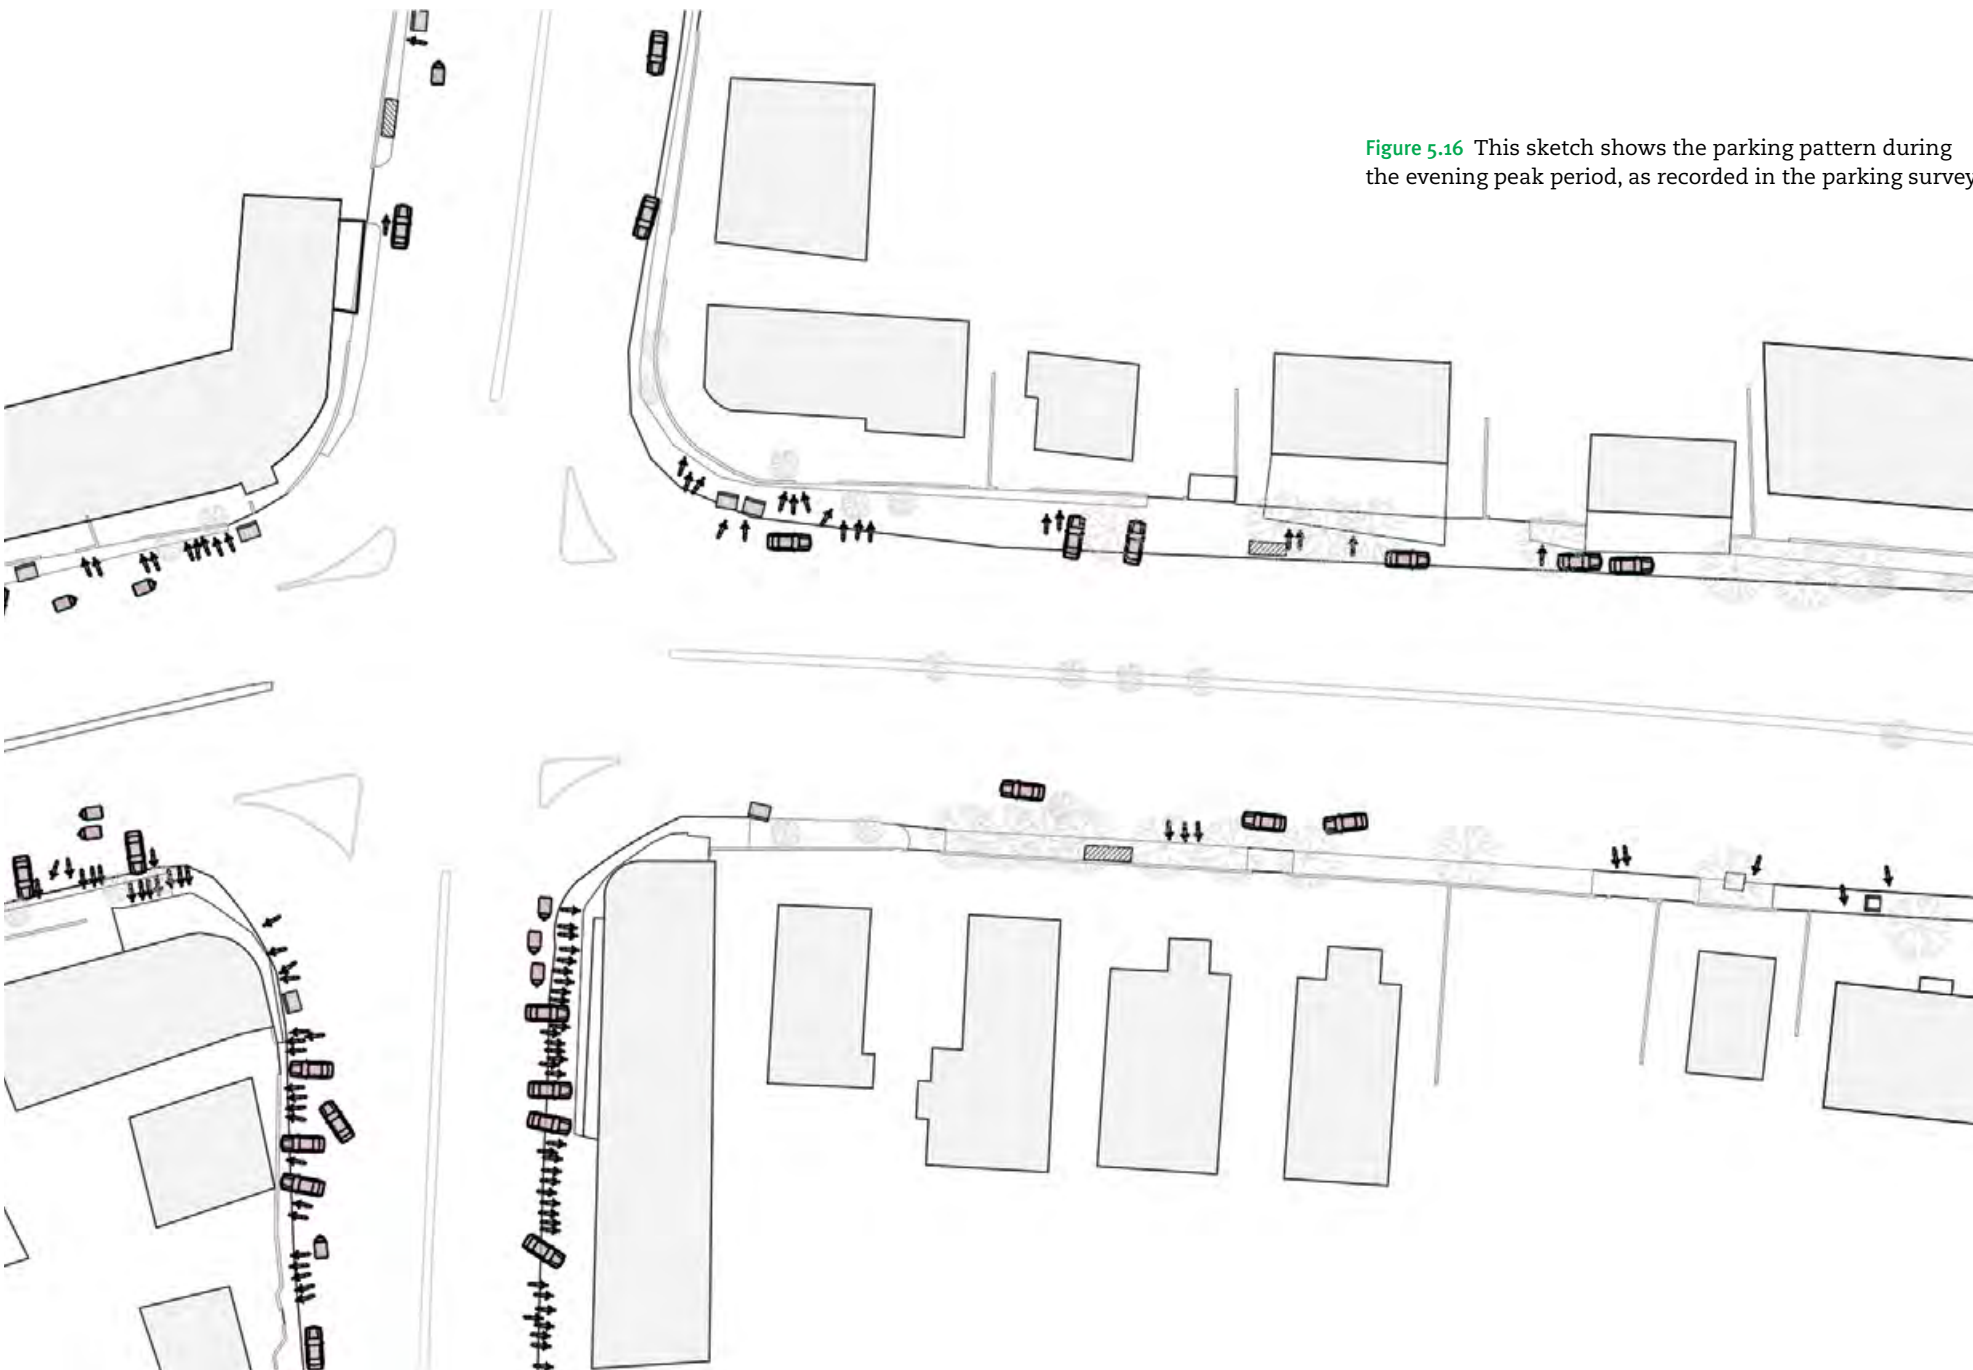 Figure 5.16 This sketch shows the parking pattern during
the evening peak period, as recorded in the parking survey